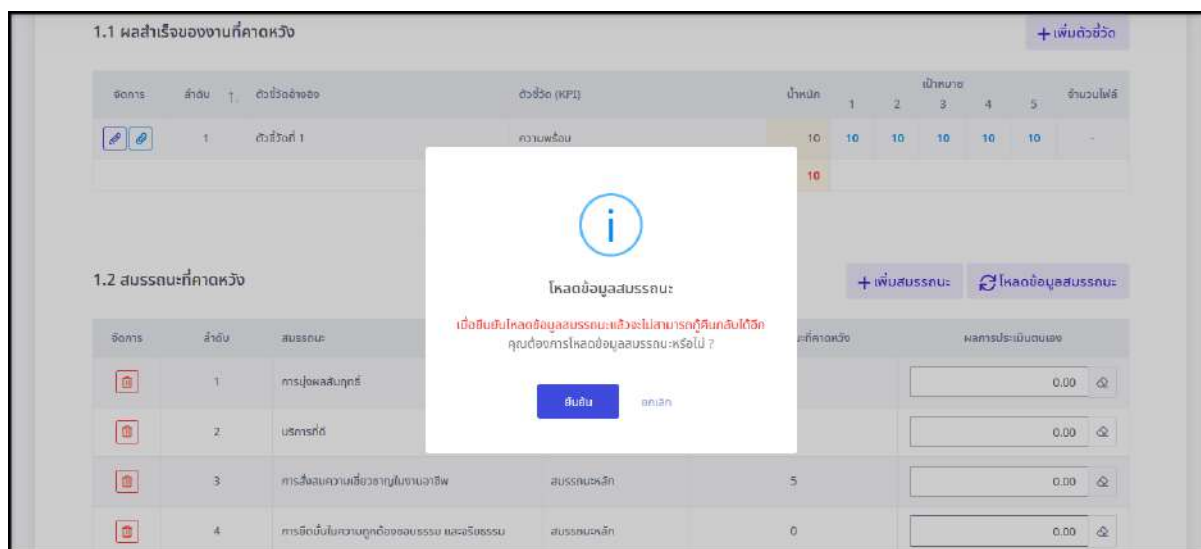 1.1 ผลสำเร็จของงานที่คาดหวัง
+ เพิ่มตัวชี้วัด
จัดการ ลำดับ ↑ ตัวชี้วัดอ้างอิง ตัวชี้วัด (KPI) น้ำหนัก เป้าหมาย จำนวนไฟล์
1 2 3 4 5
1 ตัวชี้วัดที่ 1 ความพร้อม 10 10 10 10 10 10 -
10
i
1.2 สมรรถนะที่คาดหวัง
+ เพิ่มสมรรถนะ โหลดข้อมูลสมรรถนะ
โหลดข้อมูลสมรรถนะ
เมื่อยืนยันโหลดข้อมูลสมรรถนะแล้วจะไม่สามารถกู้คืนกลับได้อีก
คุณต้องการโหลดข้อมูลสมรรถนะหรือไม่ ?
ยืนยัน ยกเลิก
จัดการ ลำดับ สมรรถนะ ะที่คาดหวัง ผลการประเมินตนเอง
1 การมุ่งผลสัมฤทธิ์ 0.00
2 บริการที่ดี 0.00
3 การสั่งสมความเชี่ยวชาญในงานอาชีพ สมรรถนะหลัก 5 0.00
4 การยึดมั่นในความถูกต้องชอบธรรม และจริยธรรม สมรรถนะหลัก 0 0.00